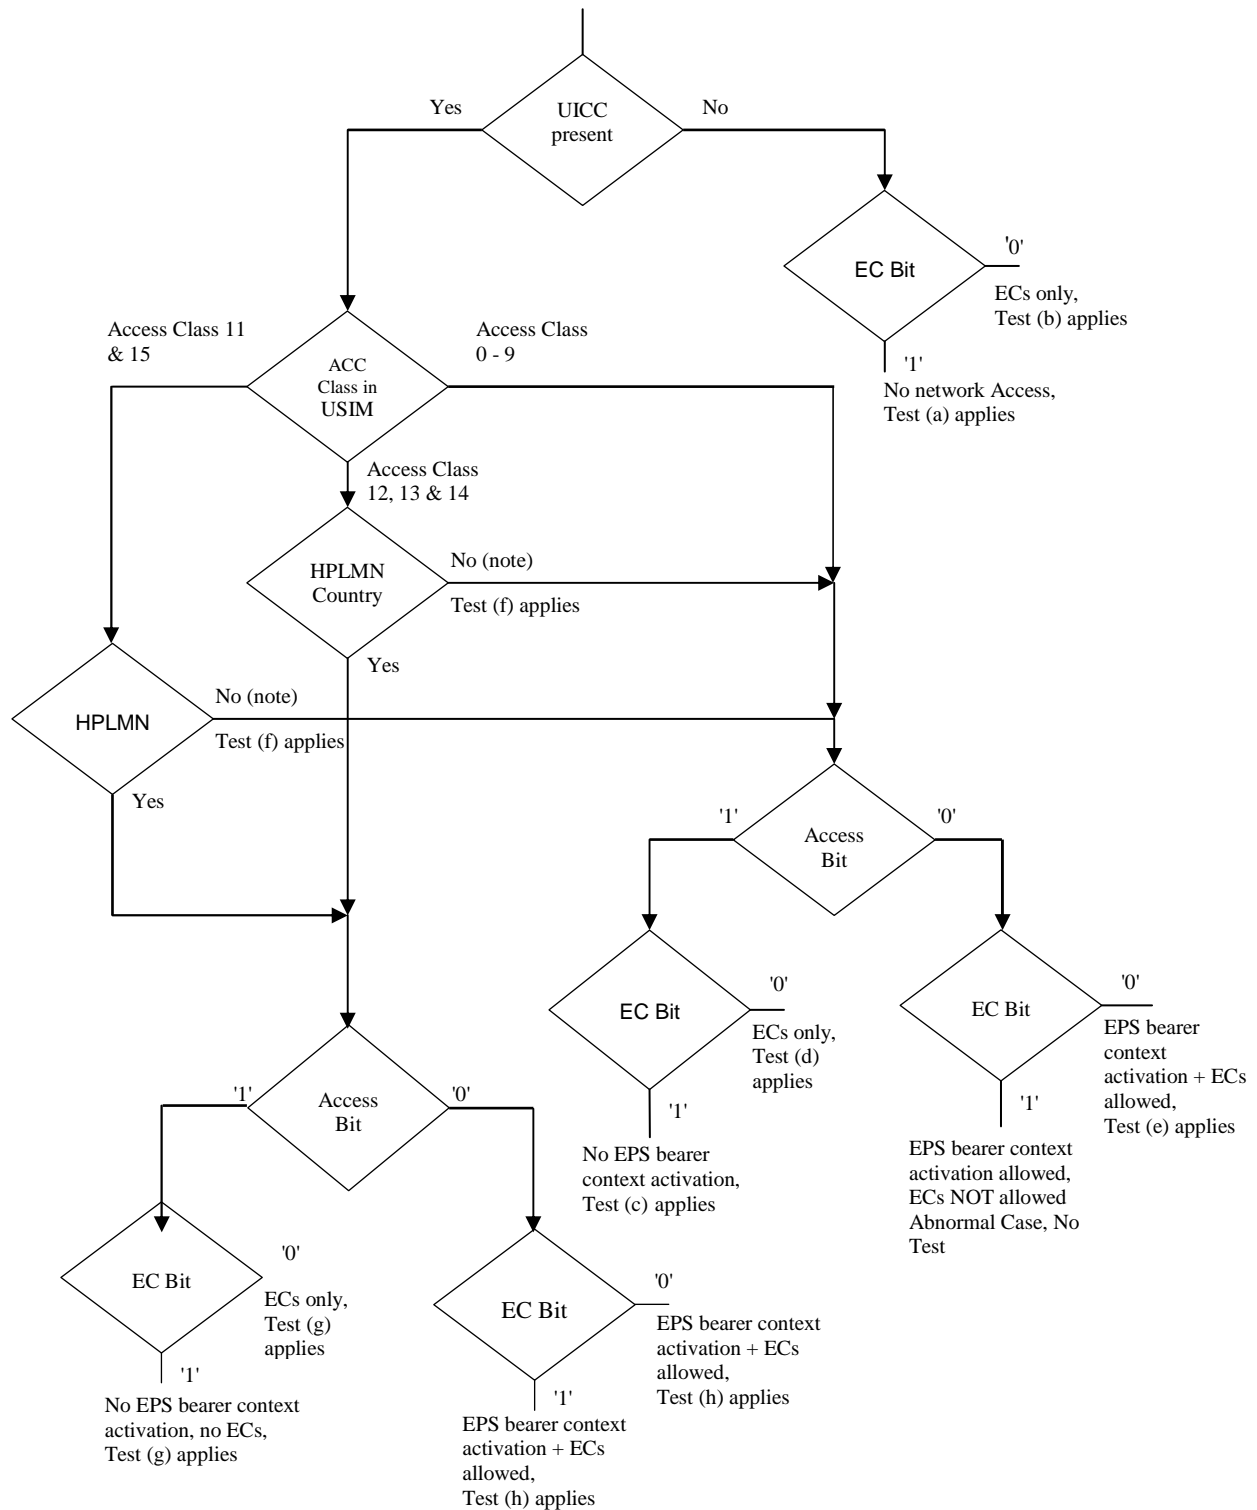 Yes
UICC
present
No
EC Bit
'0'
ECs only,
Test (b) applies
'1'
No network Access,
Test (a) applies
Access Class 11
& 15
ACC
Class in
USIM
Access Class
0 - 9
Access Class
12, 13 & 14
HPLMN
Country
No (note)
Test (f) applies
Yes
HPLMN
No (note)
Test (f) applies
Yes
'1'
Access
Bit
'0'
EC Bit
'0'
ECs only,
Test (d)
applies
'1'
No EPS bearer
context activation,
Test (c) applies
EC Bit
'0'
EPS bearer
context
activation + ECs
allowed,
Test (e) applies
'1'
EPS bearer context
activation allowed,
ECs NOT allowed
Abnormal Case, No
Test
'1'
Access
Bit
'0'
EC Bit
'0'
ECs only,
Test (g)
applies
'1'
No EPS bearer context
activation, no ECs,
Test (g) applies
EC Bit
'0'
EPS bearer context
activation + ECs
allowed,
Test (h) applies
'1'
EPS bearer context
activation + ECs
allowed,
Test (h) applies